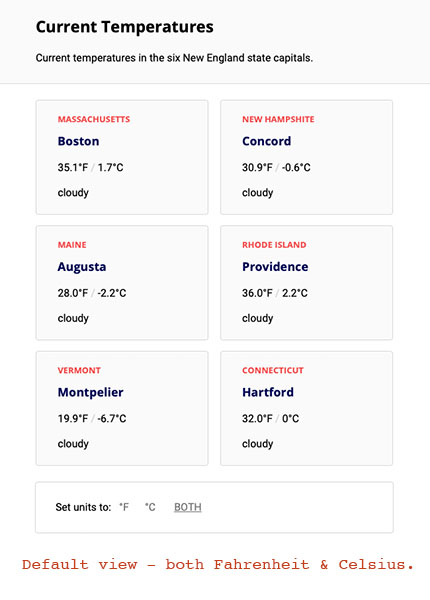 Current Temperatures
Current temperatures in the six New England state capitals.
MASSACHUSETTS
Boston
35.1°F / 1.7°C
cloudy
NEW HAMPSHITE
Concord
30.9°F / -0.6°C
cloudy
MAINE
Augusta
28.0°F / -2.2°C
cloudy
RHODE ISLAND
Providence
36.0°F / 2.2°C
cloudy
VERMONT
Montpelier
19.9°F / -6.7°C
cloudy
CONNECTICUT
Hartford
32.0°F / 0°C
cloudy
Set units to: °F °C BOTH
Default view – both Fahrenheit & Celsius.